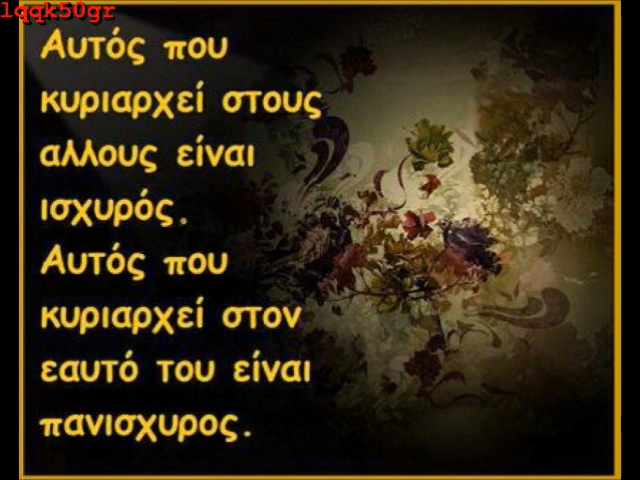 lqqk50gr
Αυτός που
κυριαρχεί στους
αλλους είναι
ισχυρός.
Αυτός που
κυριαρχεί στον
εαυτό του είναι
πανισχυρος.